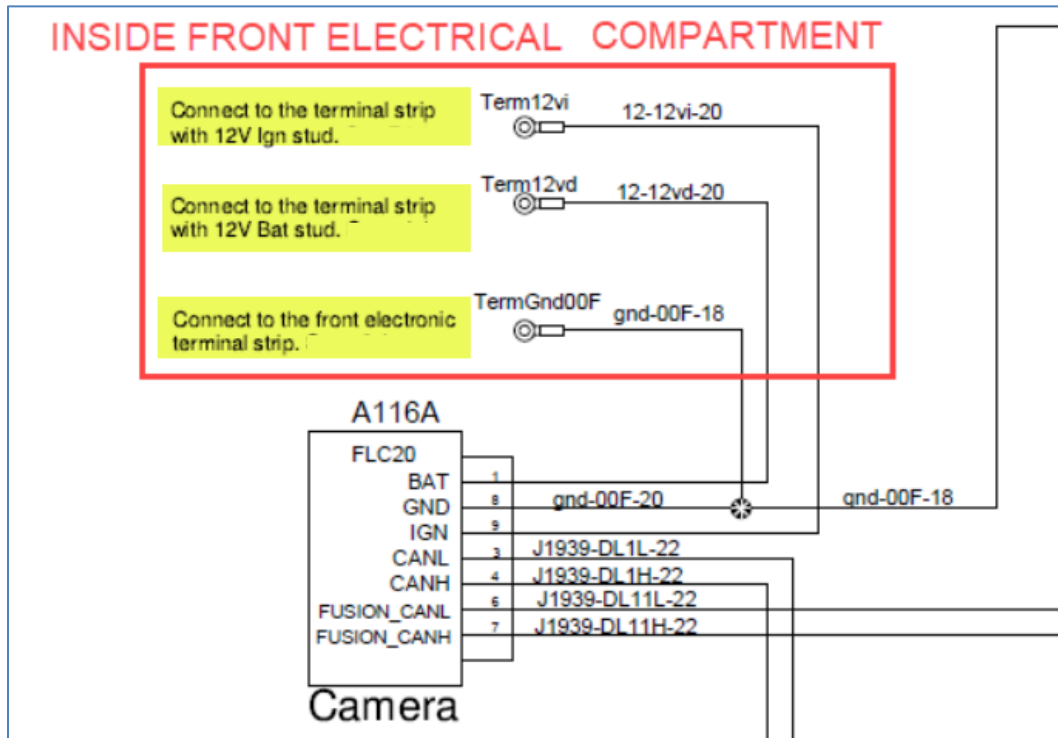 INSIDE FRONT ELECTRICAL COMPARTMENT
Connect to the terminal strip
with 12V Ign stud.
Term12vi
12-12vi-20
Connect to the terminal strip
with 12V Bat stud.
Term12vd
12-12vd-20
Connect to the front electronic
terminal strip.
TermGnd00F
gnd-00F-18
A116A
FLC20
BAT 1
GND 8 gnd-00F-20 gnd-00F-18
IGN 9
CANL 3 J1939-DL1L-22
CANH 4 J1939-DL1H-22
FUSION_CANL 6 J1939-DL11L-22
FUSION_CANH 7 J1939-DL11H-22
Camera